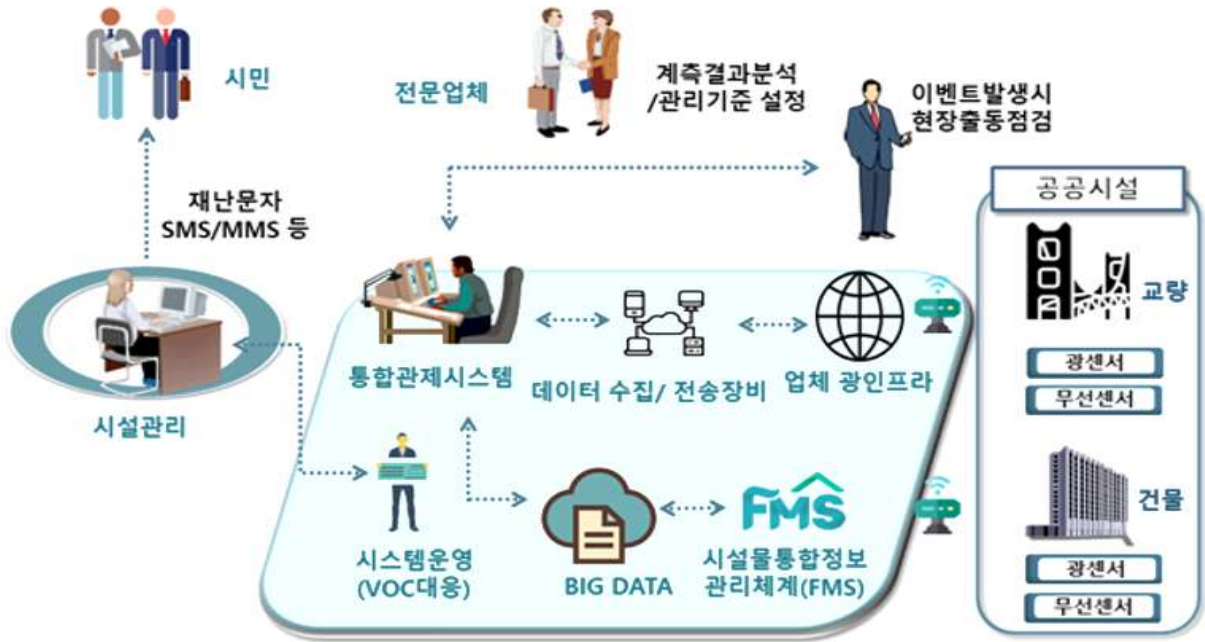 시민
전문업체
계측결과분석
/관리기준 설정
이벤트발생시
현장출동점검
재난문자
SMS/MMS 등
시설관리
통합관제시스템
데이터 수집/ 전송장비
업체 광인프라
시스템운영
(VOC대응)
BIG DATA
FMS
시설물통합정보
관리체계(FMS)
공공시설
교량
광센서
무선센서
건물
광센서
무선센서